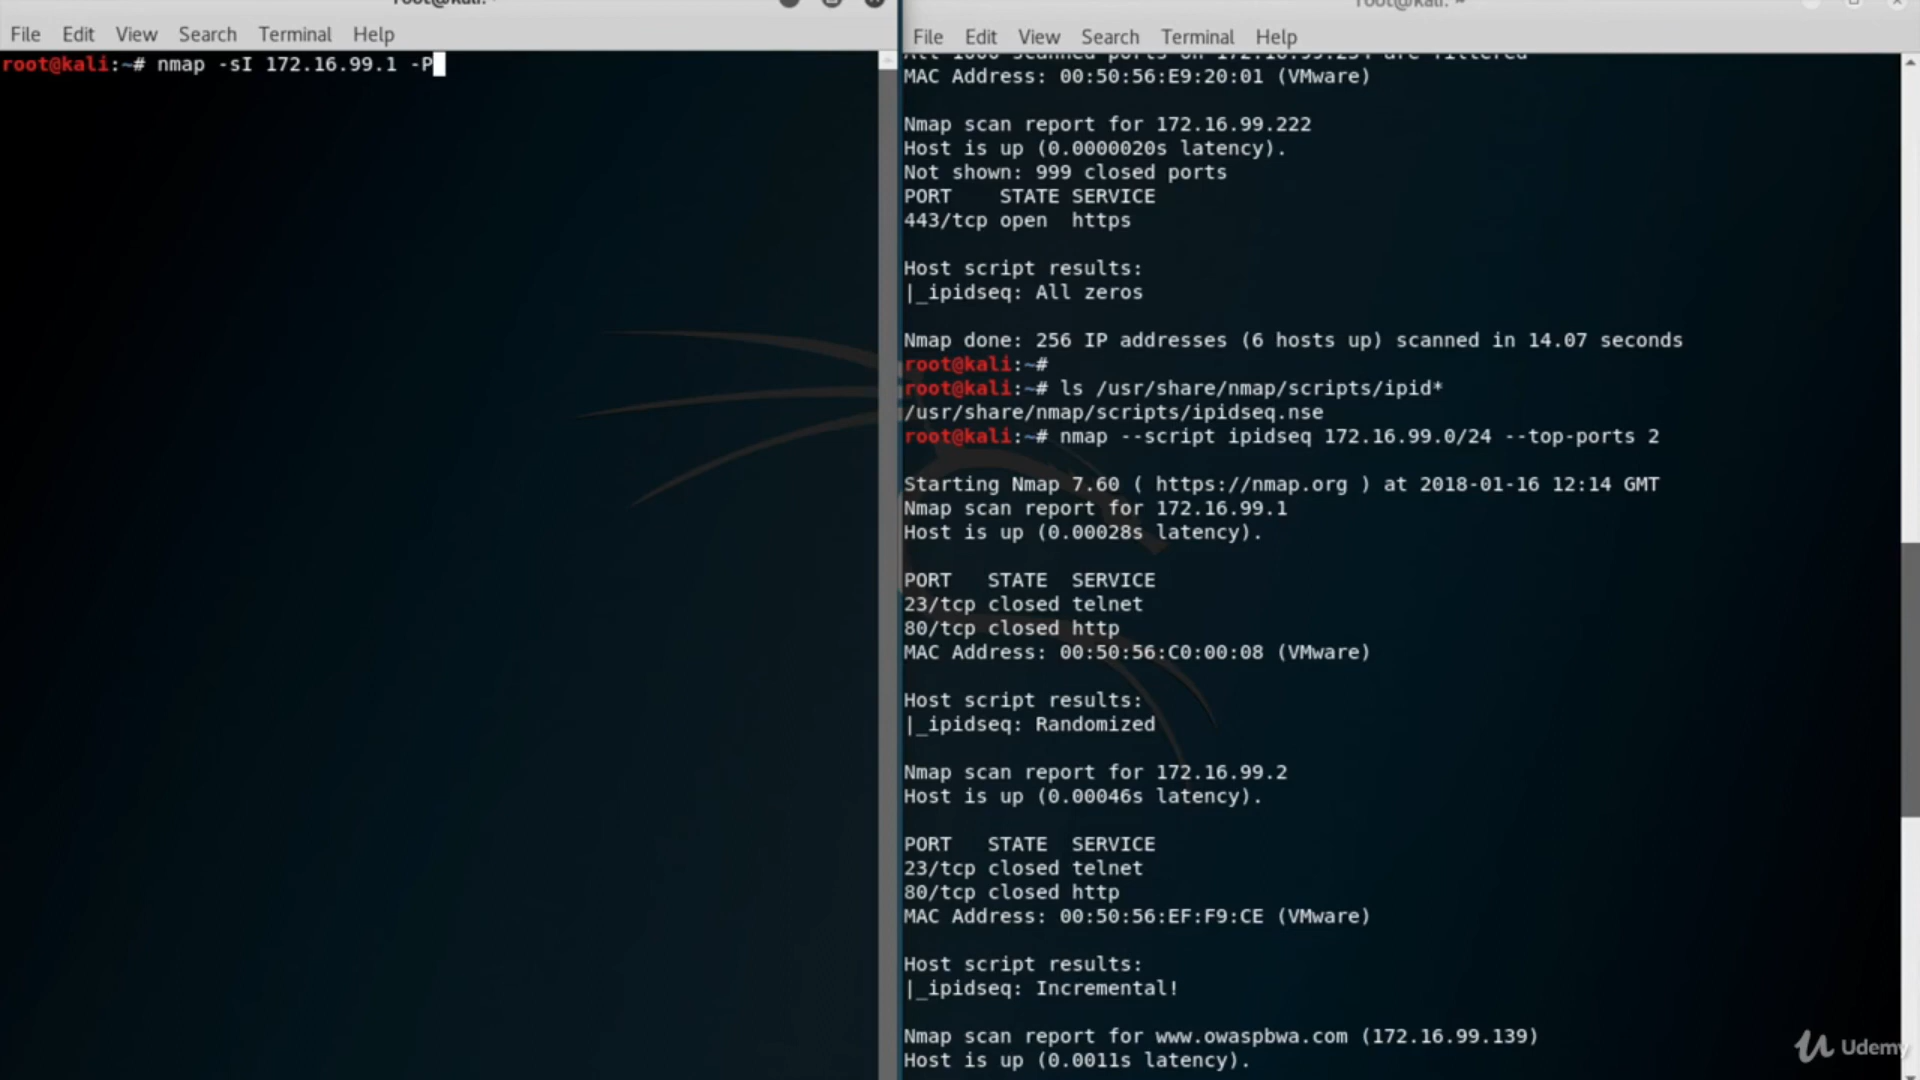 File Edit View Search Terminal Help
root@kali:~# nmap -sI 172.16.99.1 -P
root@kali: ~
File Edit View Search Terminal Help
MAC Address: 00:50:56:E9:20:01 (VMware)
Nmap scan report for 172.16.99.222
Host is up (0.0000020s latency).
Not shown: 999 closed ports
PORT    STATE SERVICE
443/tcp open  https
Host script results:
|_ipidseq: All zeros
Nmap done: 256 IP addresses (6 hosts up) scanned in 14.07 seconds
root@kali:~#
root@kali:~# ls /usr/share/nmap/scripts/ipid*
/usr/share/nmap/scripts/ipidseq.nse
root@kali:~# nmap --script ipidseq 172.16.99.0/24 --top-ports 2
Starting Nmap 7.60 ( https://nmap.org ) at 2018-01-16 12:14 GMT
Nmap scan report for 172.16.99.1
Host is up (0.00028s latency).
PORT   STATE  SERVICE
23/tcp closed telnet
80/tcp closed http
MAC Address: 00:50:56:C0:00:08 (VMware)
Host script results:
|_ipidseq: Randomized
Nmap scan report for 172.16.99.2
Host is up (0.00046s latency).
PORT   STATE  SERVICE
23/tcp closed telnet
80/tcp closed http
MAC Address: 00:50:56:EF:F9:CE (VMware)
Host script results:
|_ipidseq: Incremental!
Nmap scan report for www.owaspbwa.com (172.16.99.139)
Host is up (0.0011s latency).
Udemy